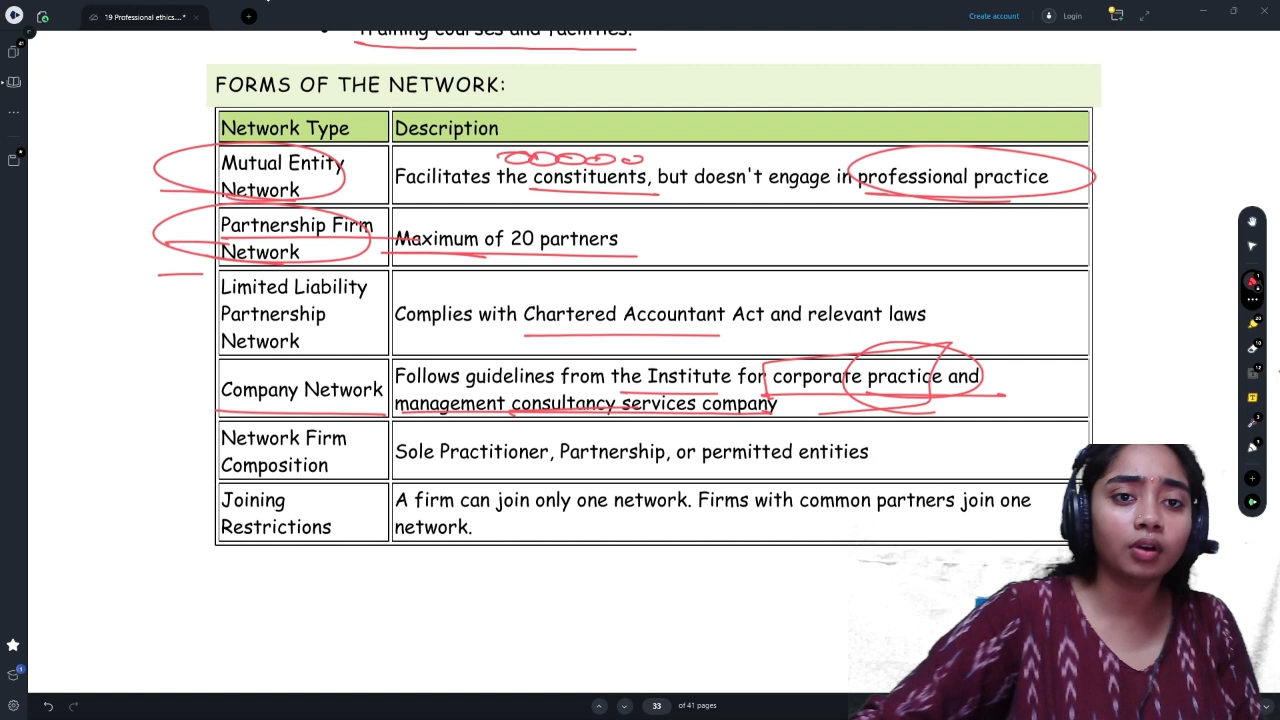 19 Professional ethics....*
Create account
Login
Training courses and facilities.
FORMS OF THE NETWORK:
Network Type
Description
Mutual Entity
Network
Facilitates the constituents, but doesn't engage in professional practice
Partnership Firm
Network
Maximum of 20 partners
Limited Liability
Partnership
Network
Complies with Chartered Accountant Act and relevant laws
Company Network
Follows guidelines from the Institute for corporate practice and
management consultancy services company
Network Firm
Composition
Sole Practitioner, Partnership, or permitted entities
Joining
Restrictions
A firm can join only one network. Firms with common partners join one
network.
33
of 41 pages